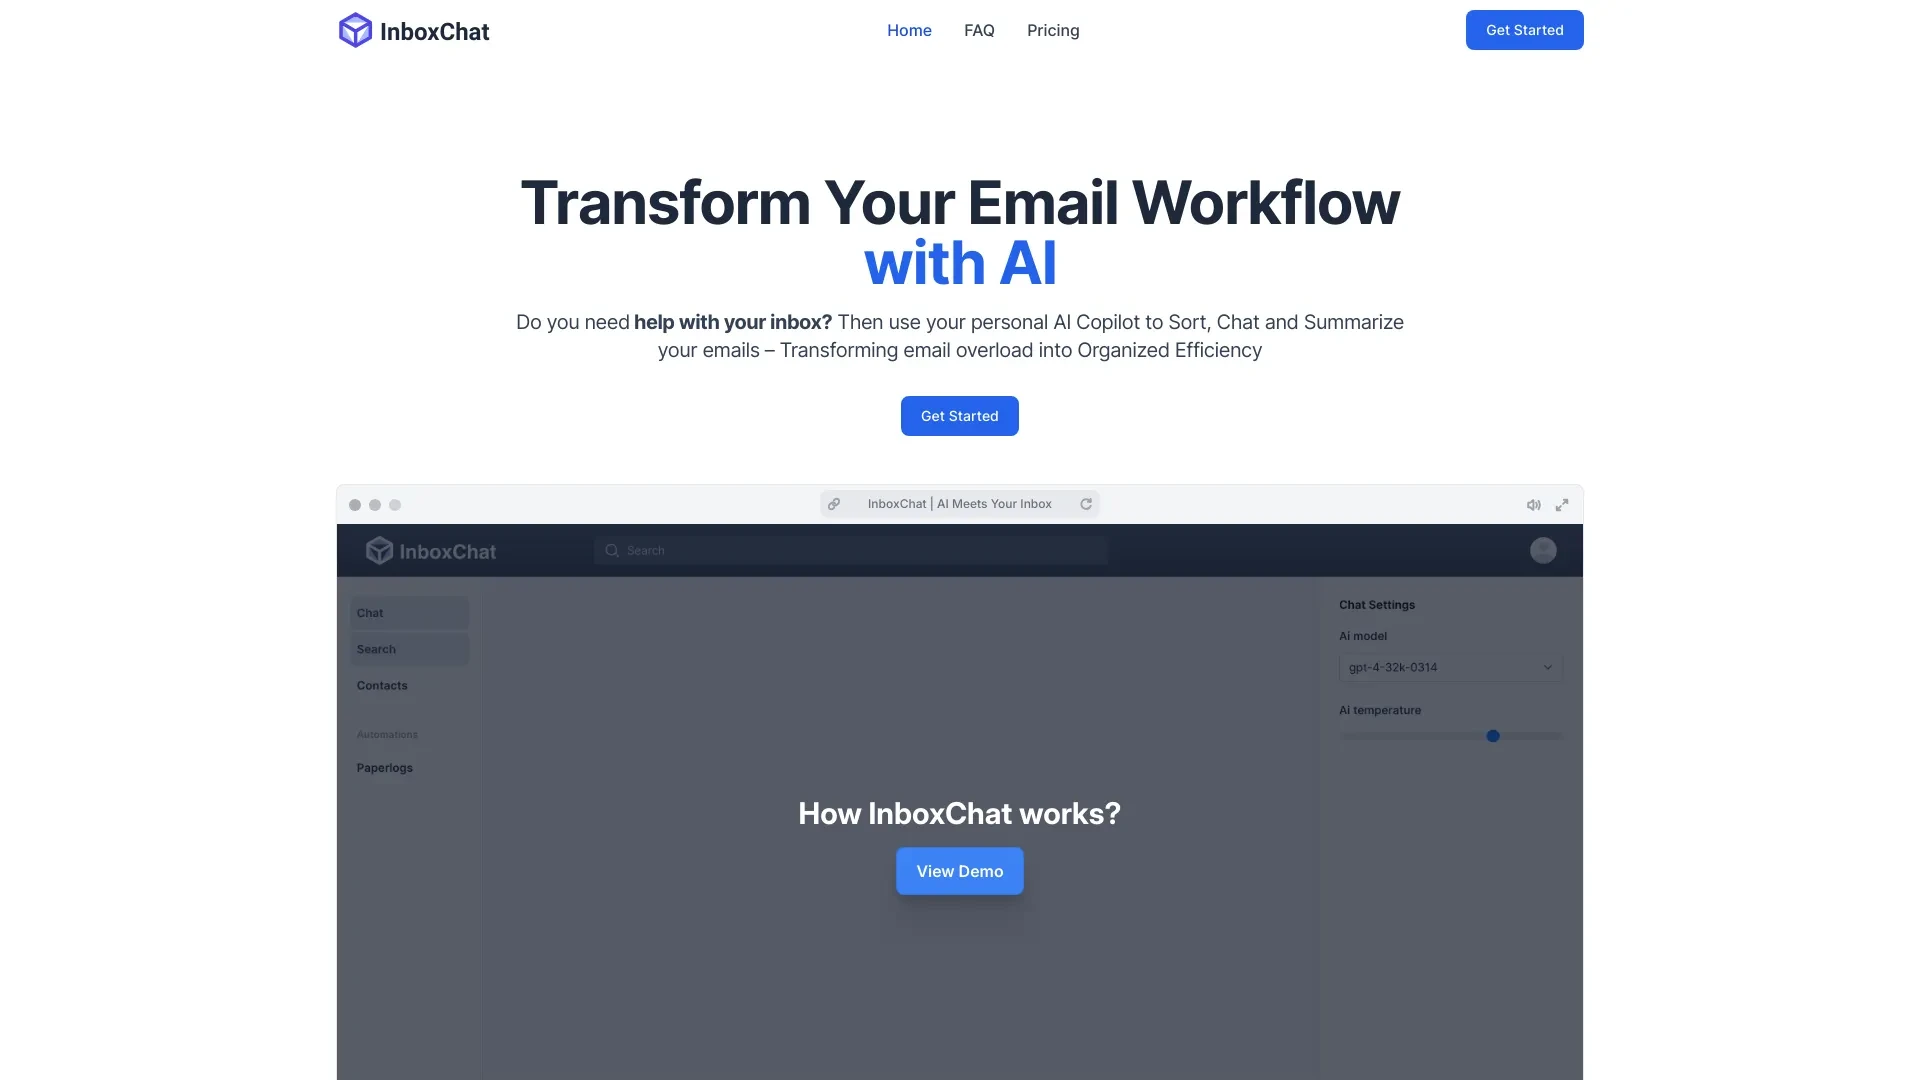 InboxChat
Home
FAQ
Pricing
Get Started
Transform Your Email Workflow
with AI
Do you need help with your inbox? Then use your personal AI Copilot to Sort, Chat and Summarize
your emails – Transforming email overload into Organized Efficiency
Get Started
InboxChat | AI Meets Your Inbox
InboxChat
Search
Chat
Search
Contacts
Automations
Paperlogs
Chat Settings
Ai model
gpt-4-32k-0314
Ai temperature
How InboxChat works?
View Demo